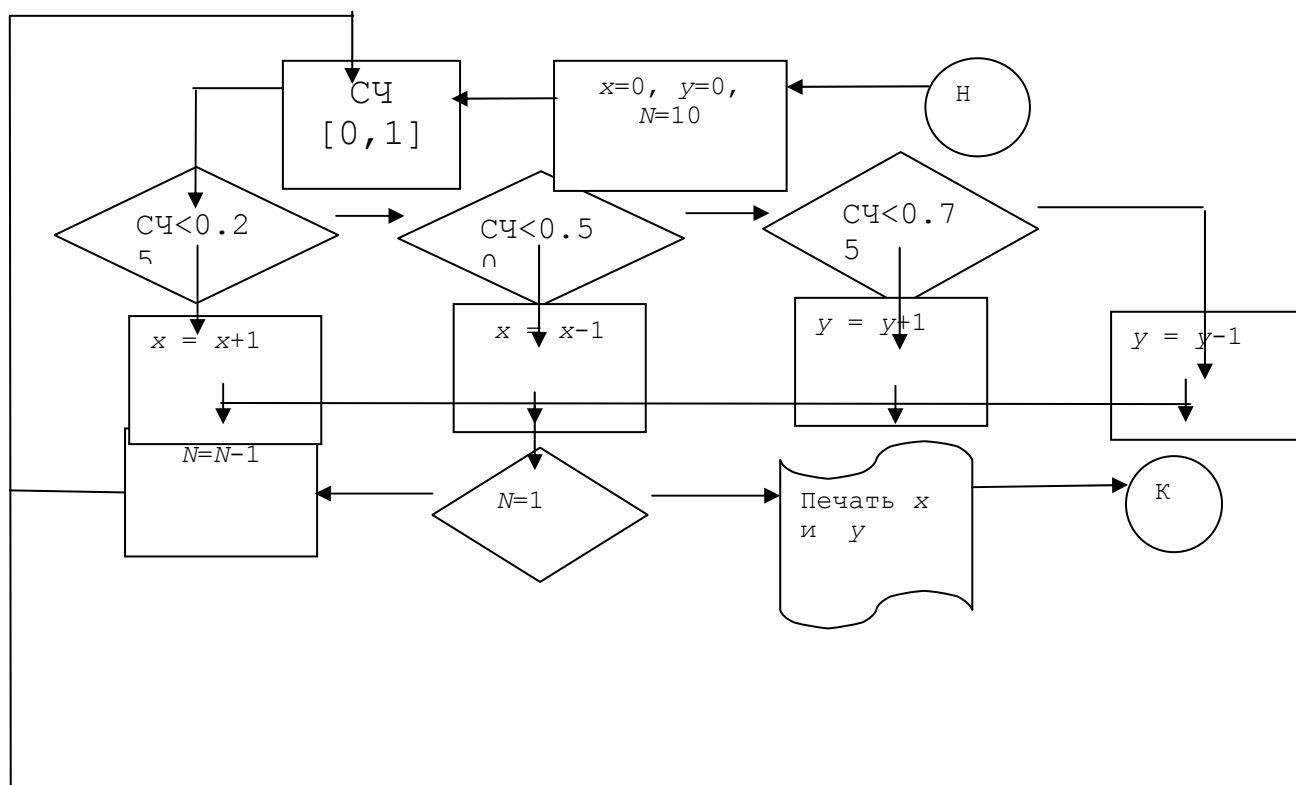 СЧ
[0,1]
x=0, y=0,
N=10
Н
СЧ<0.2
5
СЧ<0.5
0
СЧ<0.7
5
x = x+1
x = x-1
y = y+1
y = y-1
N=N-1
N=1
Печать x
и y
К